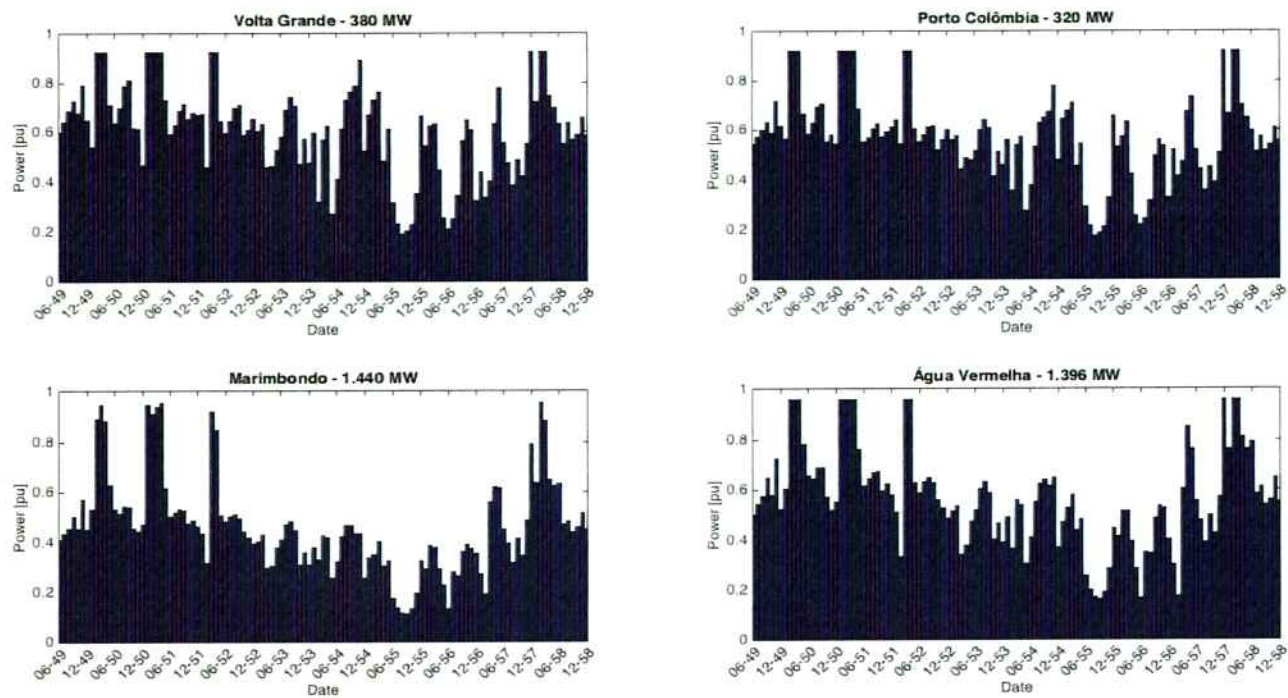 Volta Grande - 380 MW
Power [pu]
1
0.8
0.6
0.4
0.2
0
06-49 12-49 06-50 12-50 06-51 12-51 06-52 12-52 06-53 12-53 06-54 12-54 06-55 12-55 06-56 12-56 06-57 12-57 06-58 12-58
Date
Porto Colômbia - 320 MW
Power [pu]
1
0.8
0.6
0.4
0.2
0
06-49 12-49 06-50 12-50 06-51 12-51 06-52 12-52 06-53 12-53 06-54 12-54 06-55 12-55 06-56 12-56 06-57 12-57 06-58 12-58
Date
Marimbondo - 1.440 MW
Power [pu]
1
0.8
0.6
0.4
0.2
0
06-49 12-49 06-50 12-50 06-51 12-51 06-52 12-52 06-53 12-53 06-54 12-54 06-55 12-55 06-56 12-56 06-57 12-57 06-58 12-58
Date
Água Vermelha - 1.396 MW
Power [pu]
1
0.8
0.6
0.4
0.2
0
06-49 12-49 06-50 12-50 06-51 12-51 06-52 12-52 06-53 12-53 06-54 12-54 06-55 12-55 06-56 12-56 06-57 12-57 06-58 12-58
Date